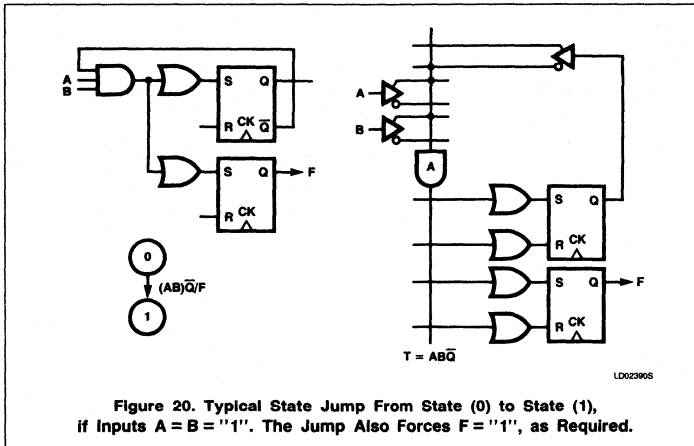 A
B
S Q
R CK Q̅
S Q F
R CK
0
(AB)Q̅/F
1
A
B
A
S Q
R CK
S Q F
R CK
T = ABQ̅
LD02390S
Figure 20. Typical State Jump From State (0) to State (1),
if Inputs A = B = "1". The Jump Also Forces F = "1", as Required.